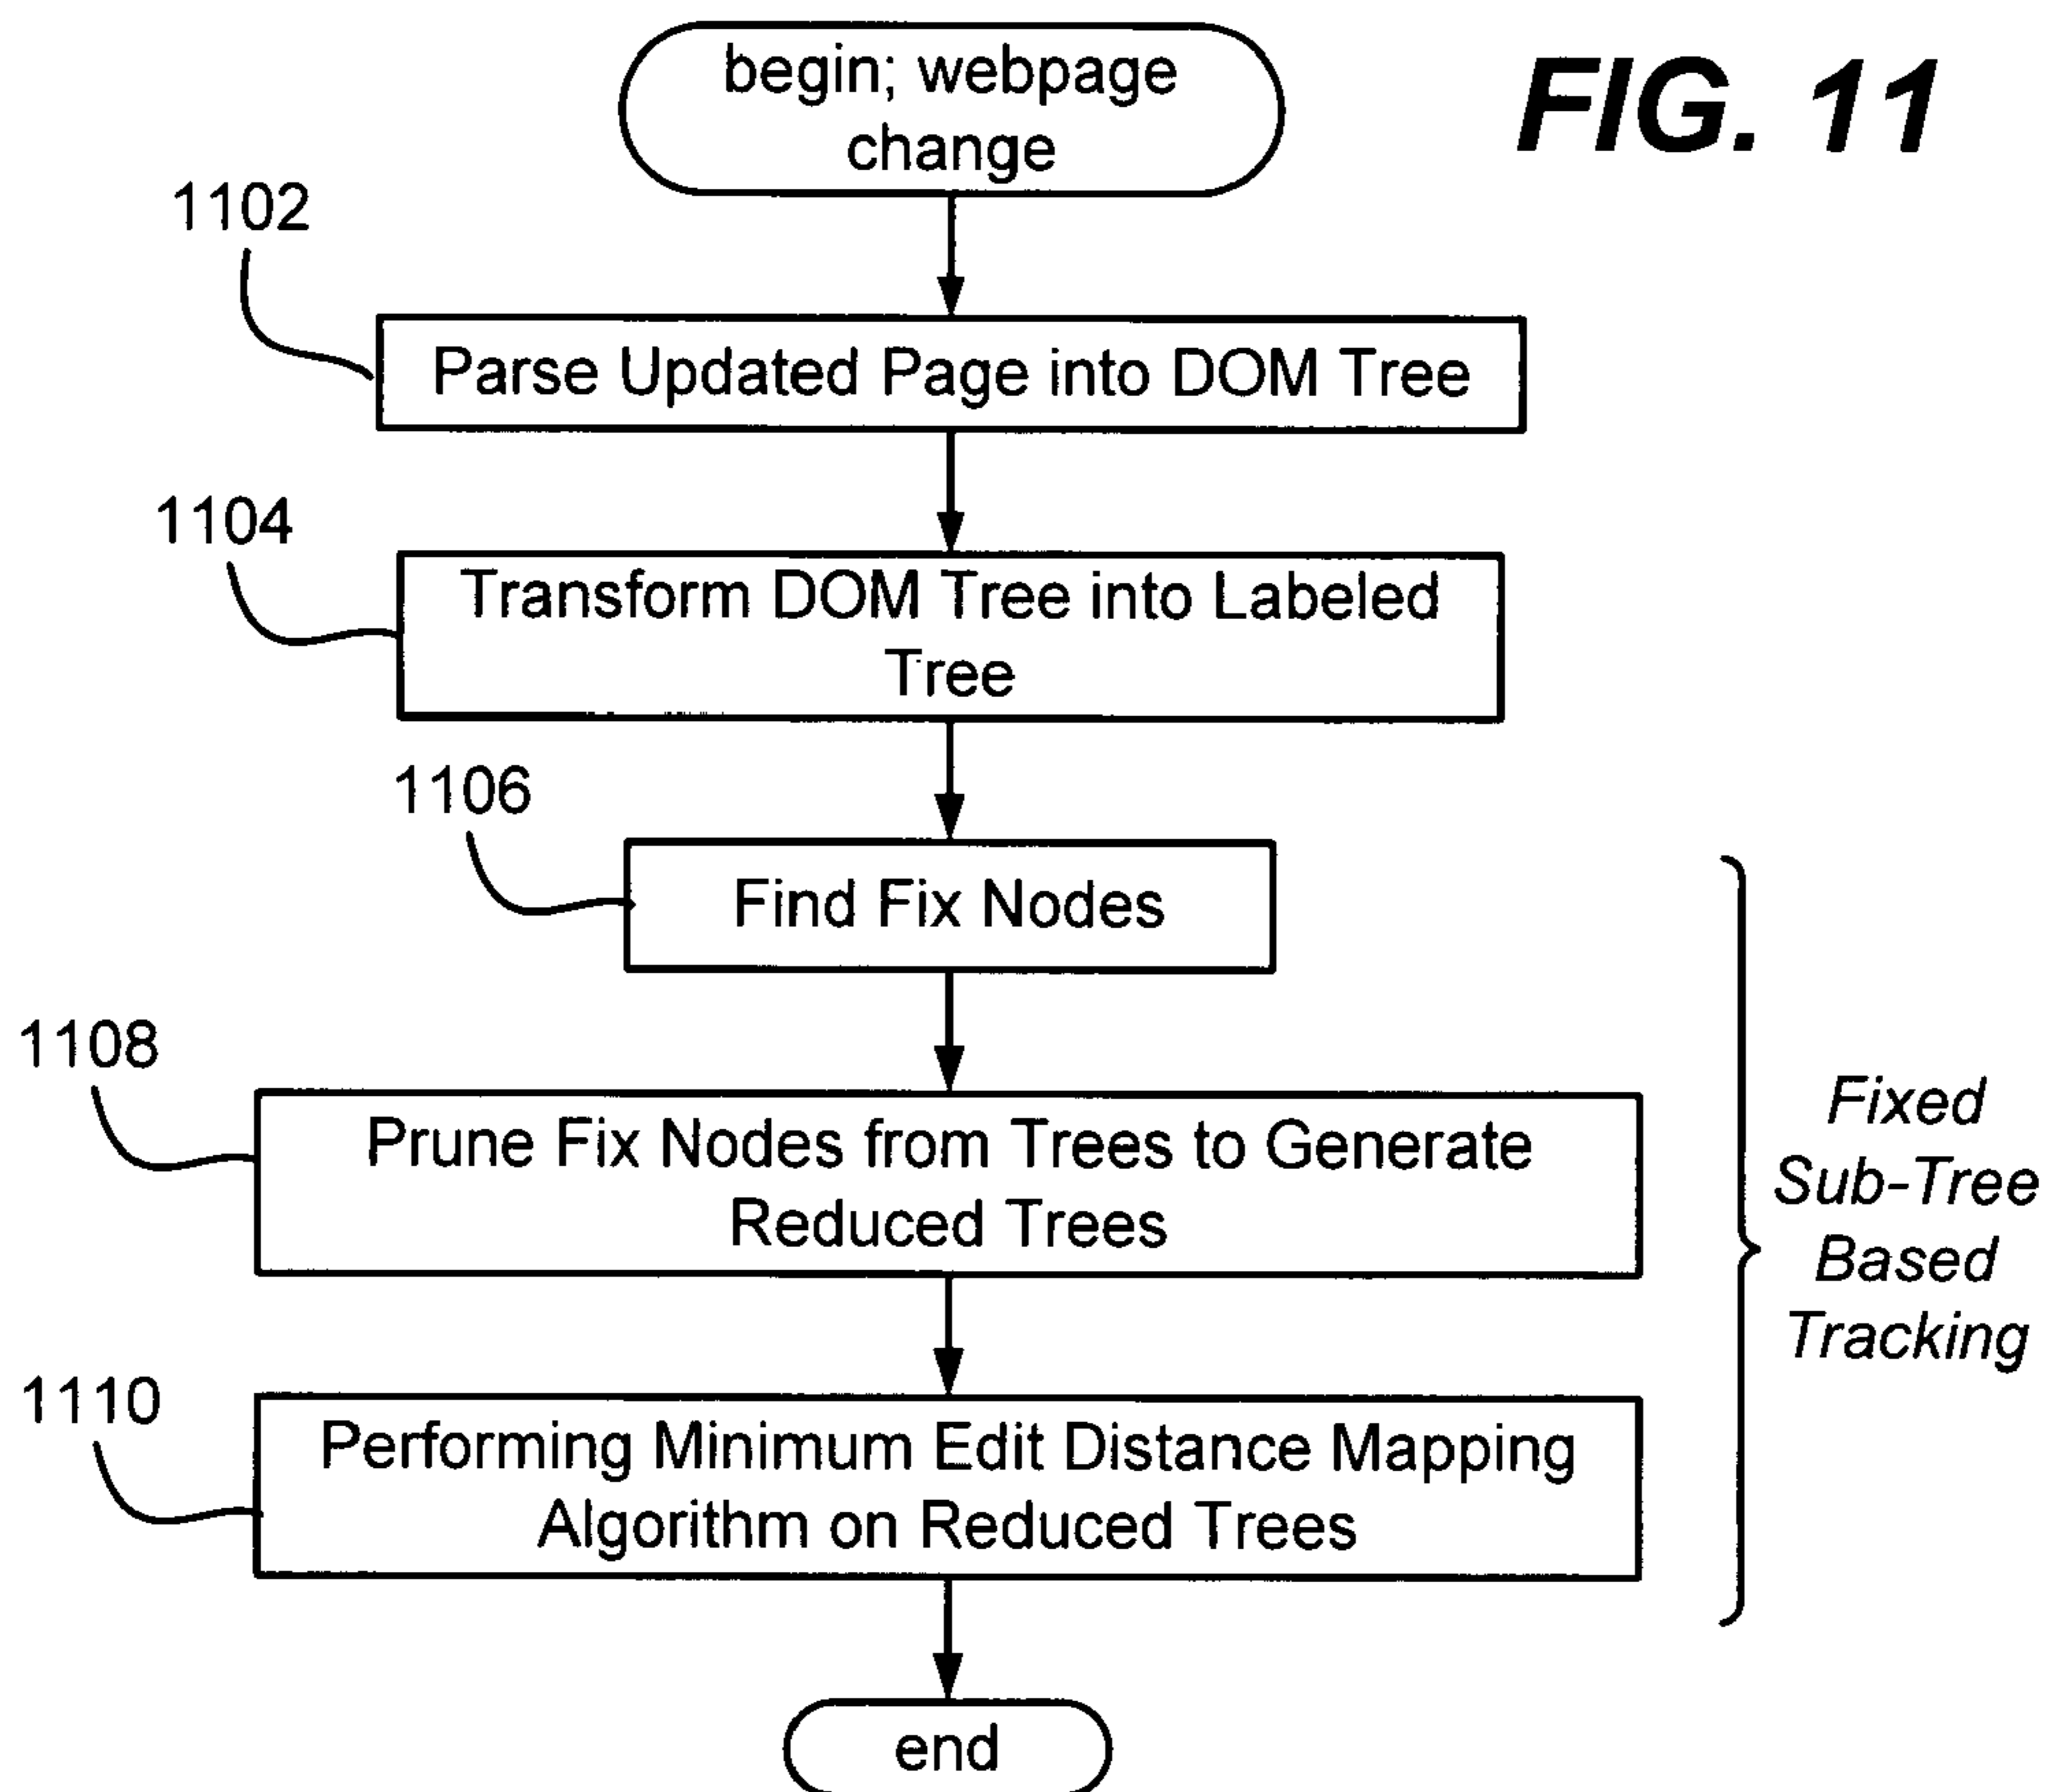 begin; webpage
change
FIG. 11
1102
Parse Updated Page into DOM Tree
1104
Transform DOM Tree into Labeled
Tree
1106
Find Fix Nodes
1108
Prune Fix Nodes from Trees to Generate
Reduced Trees
Fixed
Sub-Tree
Based
Tracking
1110
Performing Minimum Edit Distance Mapping
Algorithm on Reduced Trees
end